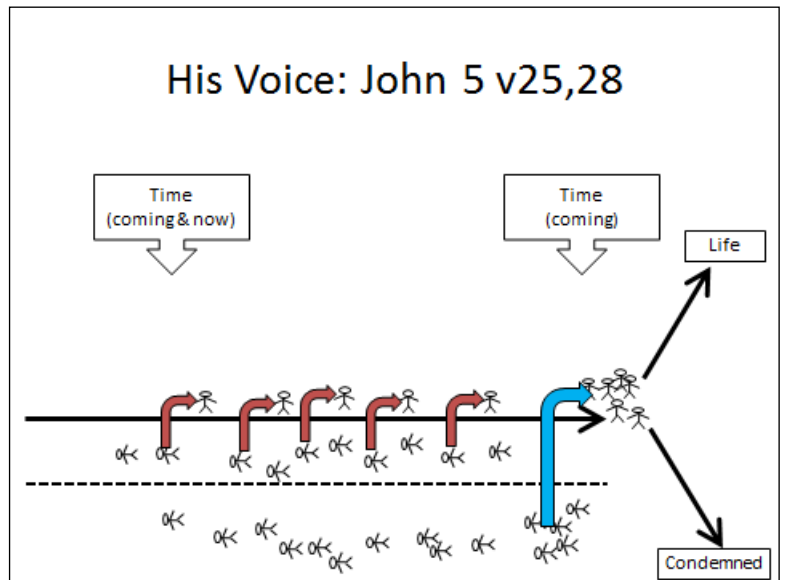 His Voice: John 5 v25,28
Time
(coming & now)
Time
(coming)
Life
Condemned